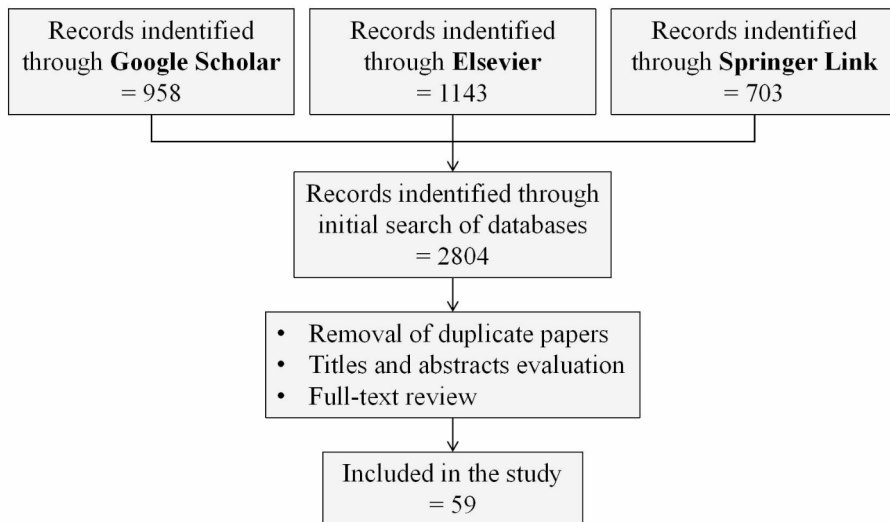 Records indentified
through Google Scholar
= 958
Records indentified
through Elsevier
= 1143
Records indentified
through Springer Link
= 703
Records indentified through
initial search of databases
= 2804
• Removal of duplicate papers
• Titles and abstracts evaluation
• Full-text review
Included in the study
= 59